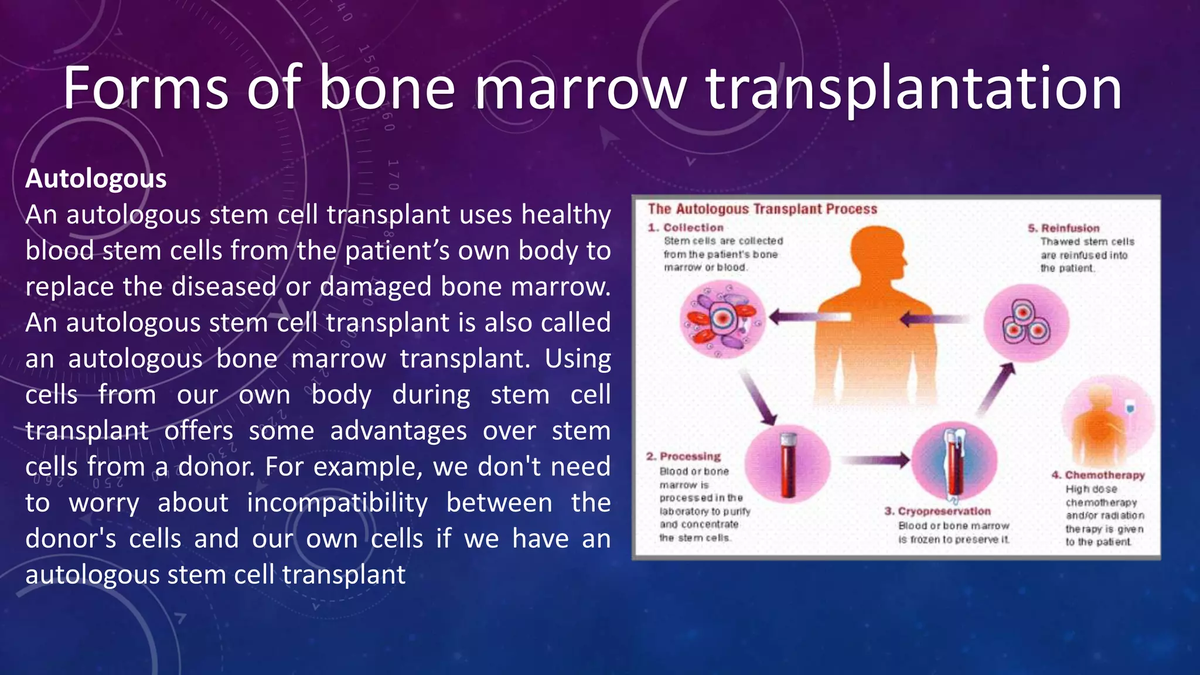 Forms of bone marrow transplantation
Autologous
An autologous stem cell transplant uses healthy
blood stem cells from the patient’s own body to
replace the diseased or damaged bone marrow.
An autologous stem cell transplant is also called
an autologous bone marrow transplant. Using
cells from our own body during stem cell
transplant offers some advantages over stem
cells from a donor. For example, we don't need
to worry about incompatibility between the
donor's cells and our own cells if we have an
autologous stem cell transplant
The Autologous Transplant Process
1. Collection
Stem cells are collected
from the patient's bone
marrow or blood.
2. Processing
Blood or bone
marrow is
processed in the
laboratory to purify
and concentrate
the stem cells.
3. Cryopreservation
Blood or bone marrow
is frozen to preserve it.
4. Chemotherapy
High dose
chemotherapy
and/or radiation
therapy is given
to the patient.
5. Reinfusion
Thawed stem cells
are reinfused into
the patient.
140
150
160
170
230
250
260